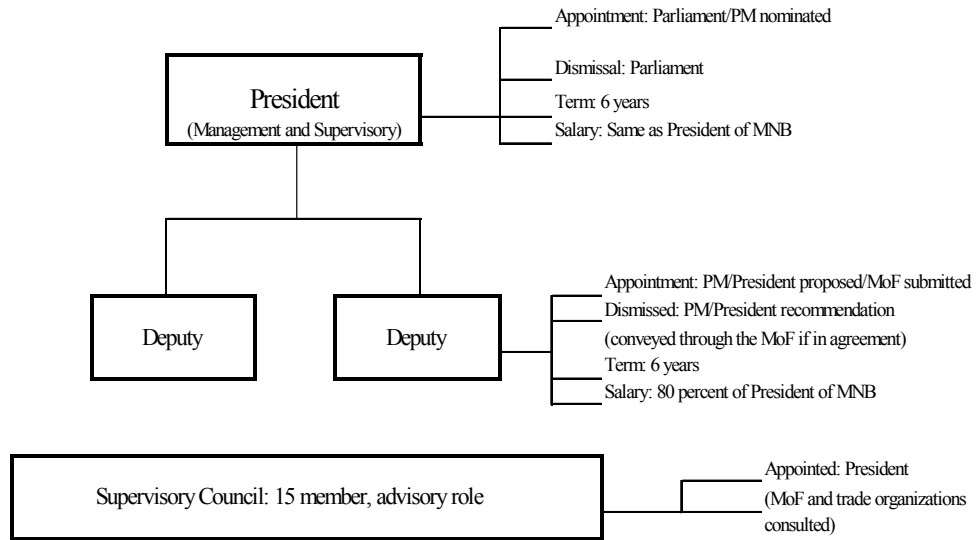 Appointment: Parliament/PM nominated
Dismissal: Parliament
President
(Management and Supervisory)
Term: 6 years
Salary: Same as President of MNB
Deputy
Deputy
Appointment: PM/President proposed/MoF submitted
Dismissed: PM/President recommendation
(conveyed through the MoF if in agreement)
Term: 6 years
Salary: 80 percent of President of MNB
Supervisory Council: 15 member, advisory role
Appointed: President
(MoF and trade organizations
consulted)